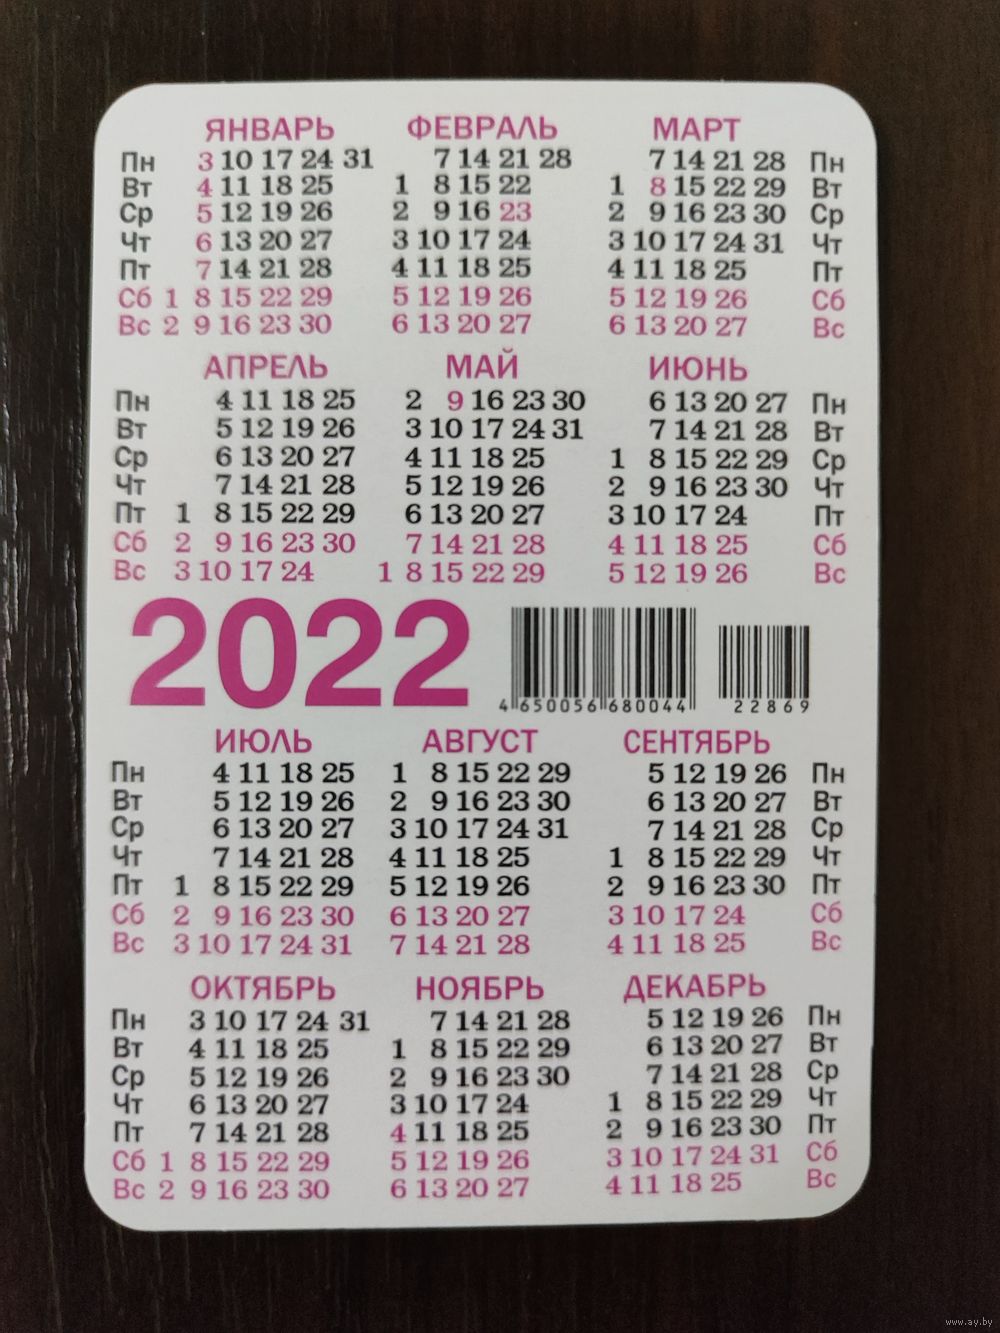 ЯНВАРЬ ФЕВРАЛЬ МАРТ
Пн 3 10 17 24 31 7 14 21 28 7 14 21 28 Пн
Вт 4 11 18 25 1 8 15 22 1 8 15 22 29 Вт
Ср 5 12 19 26 2 9 16 23 2 9 16 23 30 Ср
Чт 6 13 20 27 3 10 17 24 3 10 17 24 31 Чт
Пт 7 14 21 28 4 11 18 25 4 11 18 25 Пт
Сб 1 8 15 22 29 5 12 19 26 5 12 19 26 Сб
Вс 2 9 16 23 30 6 13 20 27 6 13 20 27 Вс
АПРЕЛЬ МАЙ ИЮНЬ
Пн 4 11 18 25 2 9 16 23 30 6 13 20 27 Пн
Вт 5 12 19 26 3 10 17 24 31 7 14 21 28 Вт
Ср 6 13 20 27 4 11 18 25 1 8 15 22 29 Ср
Чт 7 14 21 28 5 12 19 26 2 9 16 23 30 Чт
Пт 1 8 15 22 29 6 13 20 27 3 10 17 24 Пт
Сб 2 9 16 23 30 7 14 21 28 4 11 18 25 Сб
Вс 3 10 17 24 1 8 15 22 29 5 12 19 26 Вс
2022
4 650056 680044 22869
ИЮЛЬ АВГУСТ СЕНТЯБРЬ
Пн 4 11 18 25 1 8 15 22 29 5 12 19 26 Пн
Вт 5 12 19 26 2 9 16 23 30 6 13 20 27 Вт
Ср 6 13 20 27 3 10 17 24 31 7 14 21 28 Ср
Чт 7 14 21 28 4 11 18 25 1 8 15 22 29 Чт
Пт 1 8 15 22 29 5 12 19 26 2 9 16 23 30 Пт
Сб 2 9 16 23 30 6 13 20 27 3 10 17 24 Сб
Вс 3 10 17 24 31 7 14 21 28 4 11 18 25 Вс
ОКТЯБРЬ НОЯБРЬ ДЕКАБРЬ
Пн 3 10 17 24 31 7 14 21 28 5 12 19 26 Пн
Вт 4 11 18 25 1 8 15 22 29 6 13 20 27 Вт
Ср 5 12 19 26 2 9 16 23 30 7 14 21 28 Ср
Чт 6 13 20 27 3 10 17 24 1 8 15 22 29 Чт
Пт 7 14 21 28 4 11 18 25 2 9 16 23 30 Пт
Сб 1 8 15 22 29 5 12 19 26 3 10 17 24 31 Сб
Вс 2 9 16 23 30 6 13 20 27 4 11 18 25 Вс
www.ay.by